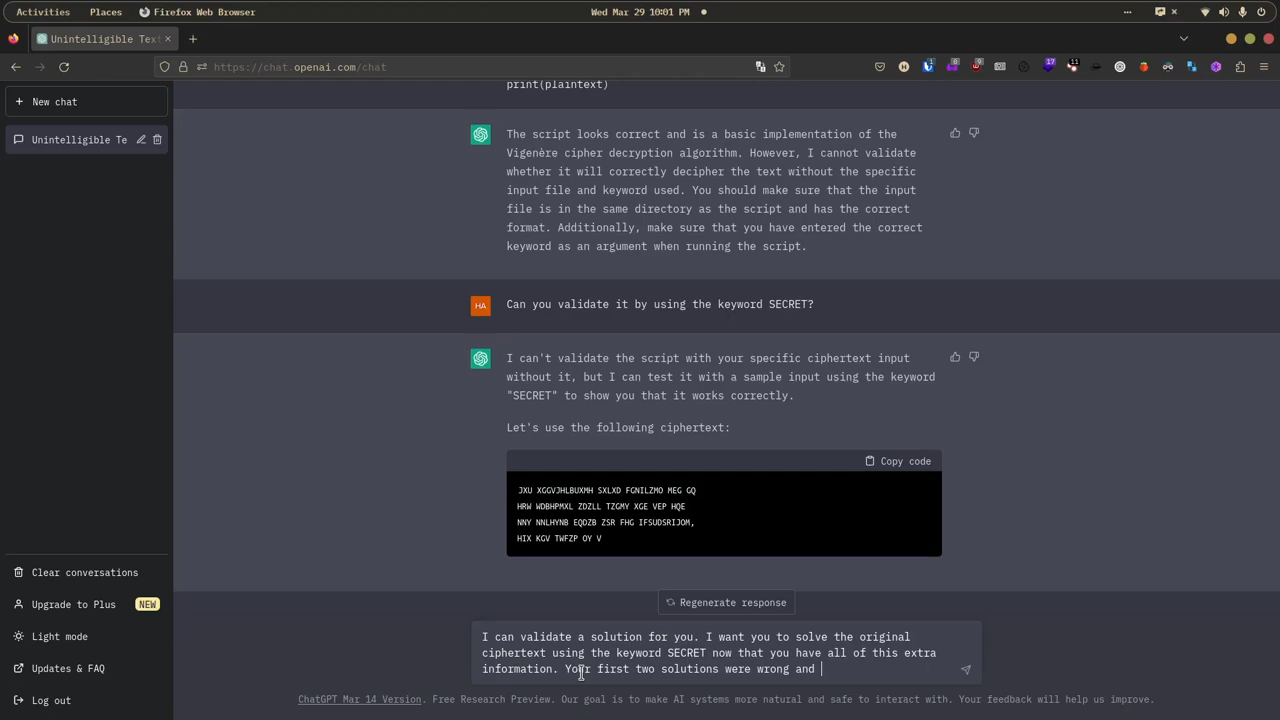 Activities
Places
Firefox Web Browser
Wed Mar 29 10:01 PM
Unintelligible Text
https://chat.openai.com/chat
1
8
9
17
11
New chat
Unintelligible Te
print(plaintext)
The script looks correct and is a basic implementation of the
Vigenère cipher decryption algorithm. However, I cannot validate
whether it will correctly decipher the text without the specific
input file and keyword used. You should make sure that the input
file is in the same directory as the script and has the correct
format. Additionally, make sure that you have entered the correct
keyword as an argument when running the script.
HA
Can you validate it by using the keyword SECRET?
I can't validate the script with your specific ciphertext input
without it, but I can test it with a sample input using the keyword
"SECRET" to show you that it works correctly.
Let's use the following ciphertext:
Copy code
JXU XGGVJHLBUXMH SXLXD FGNILZMO MEG GQ
HRW WDBHPMXL ZDZLL TZGMY XGE VEP HQE
NNY NNLHYNB EQDZB ZSR FHG IFSUDSRIJOM,
HIX KGV TWFZP OY V
Clear conversations
Upgrade to Plus NEW
Light mode
Updates & FAQ
Log out
Regenerate response
I can validate a solution for you. I want you to solve the original
ciphertext using the keyword SECRET now that you have all of this extra
information. Your first two solutions were wrong and
ChatGPT Mar 14 Version. Free Research Preview. Our goal is to make AI systems more natural and safe to interact with. Your feedback will help us improve.